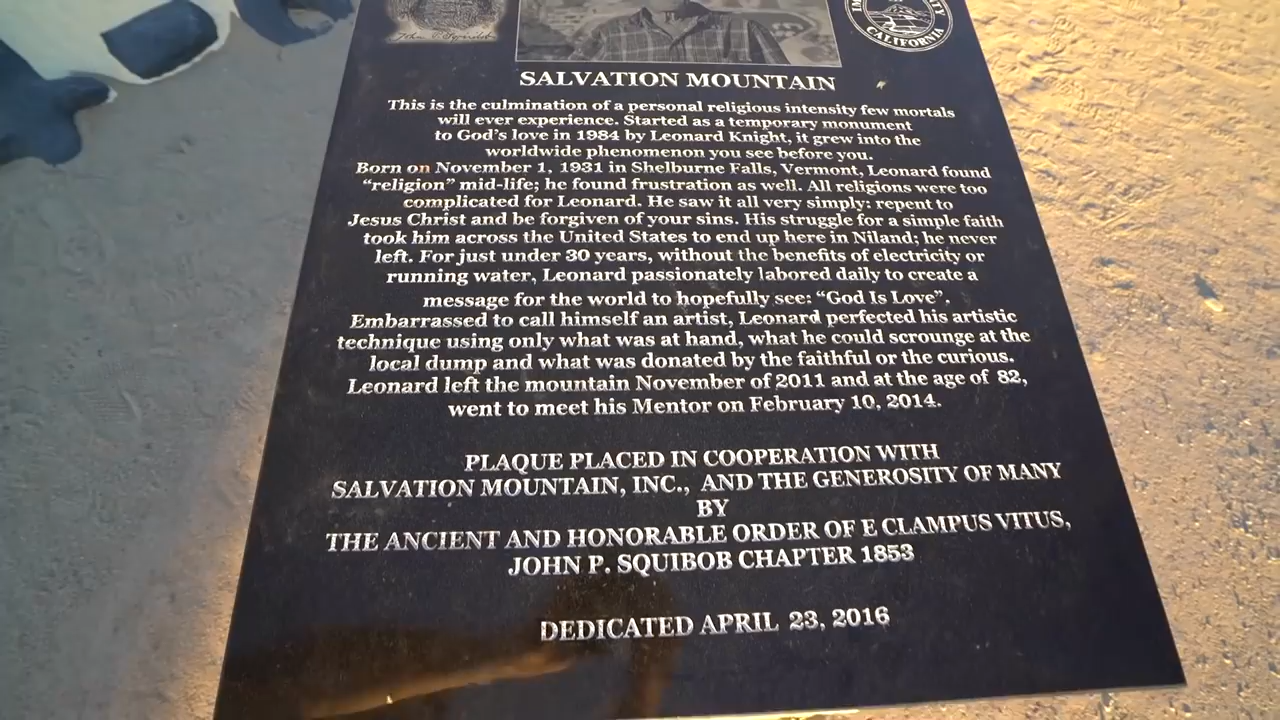 John P. Squibob
CALIFORNIA
SALVATION MOUNTAIN
This is the culmination of a personal religious intensity few mortals
will ever experience. Started as a temporary monument
to God's love in 1984 by Leonard Knight, it grew into the
worldwide phenomenon you see before you.
Born on November 1, 1931 in Shelburne Falls, Vermont, Leonard found
"religion" mid-life; he found frustration as well. All religions were too
complicated for Leonard. He saw it all very simply: repent to
Jesus Christ and be forgiven of your sins. His struggle for a simple faith
took him across the United States to end up here in Niland; he never
left. For just under 30 years, without the benefits of electricity or
running water, Leonard passionately labored daily to create a
message for the world to hopefully see: "God Is Love".
Embarrassed to call himself an artist, Leonard perfected his artistic
technique using only what was at hand, what he could scrounge at the
local dump and what was donated by the faithful or the curious.
Leonard left the mountain November of 2011 and at the age of 82,
went to meet his Mentor on February 10, 2014.
PLAQUE PLACED IN COOPERATION WITH
SALVATION MOUNTAIN, INC., AND THE GENEROSITY OF MANY
BY
THE ANCIENT AND HONORABLE ORDER OF E CLAMPUS VITUS,
JOHN P. SQUIBOB CHAPTER 1853
DEDICATED APRIL 23, 2016